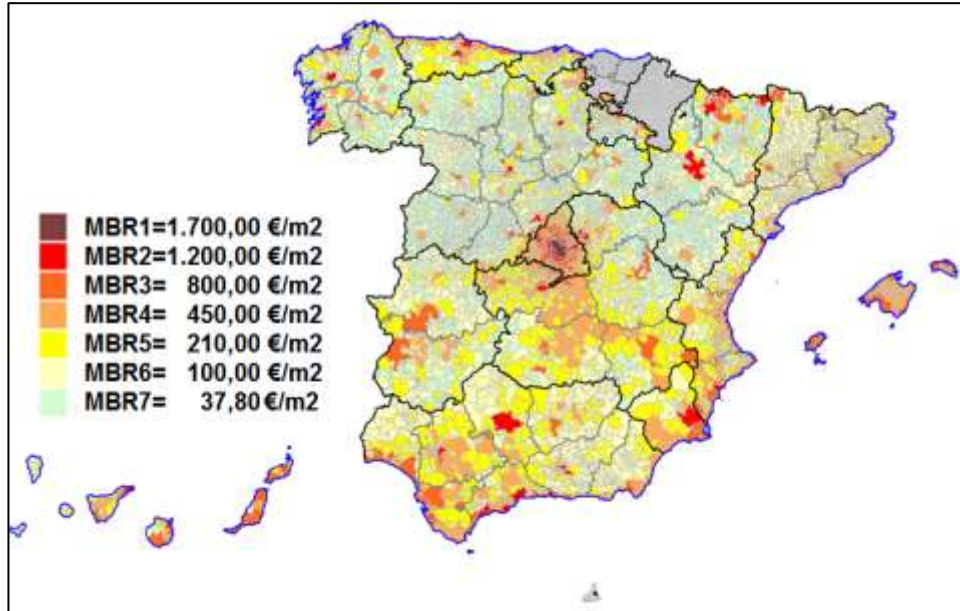 MBR1=1.700,00 €/m2
MBR2=1.200,00 €/m2
MBR3= 800,00 €/m2
MBR4= 450,00 €/m2
MBR5= 210,00 €/m2
MBR6= 100,00 €/m2
MBR7= 37,80 €/m2